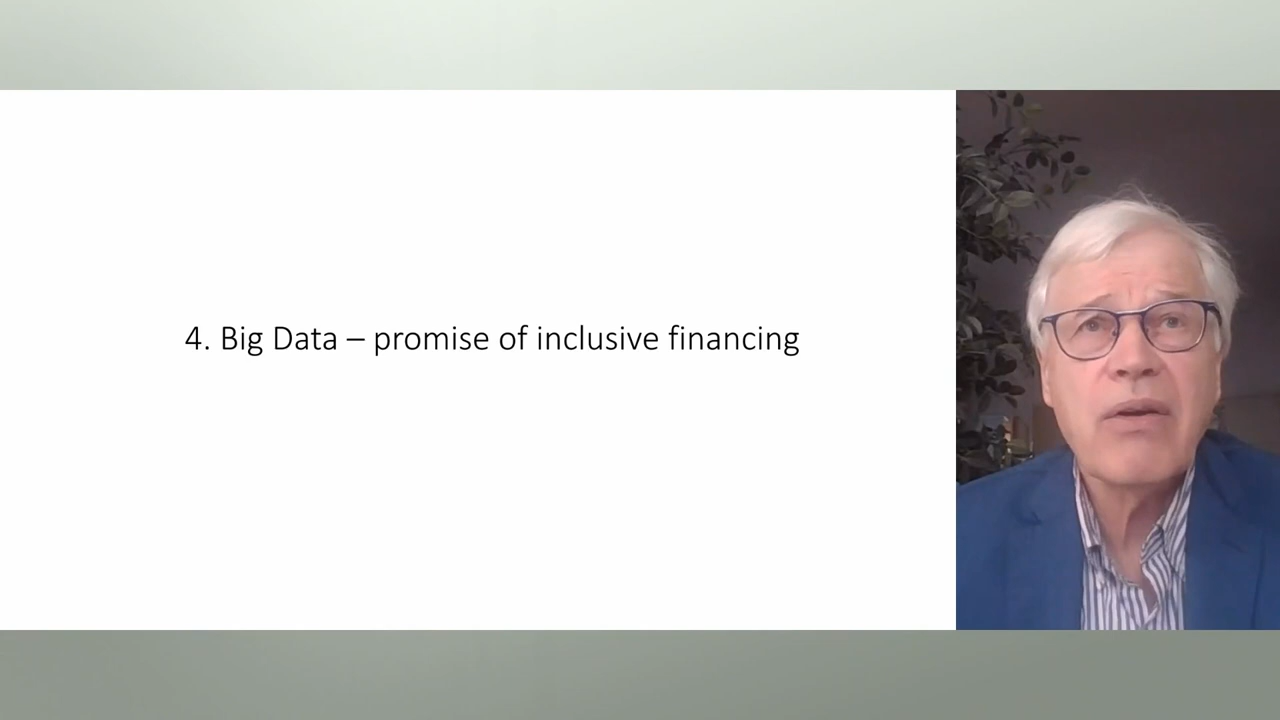 4. Big Data – promise of inclusive financing